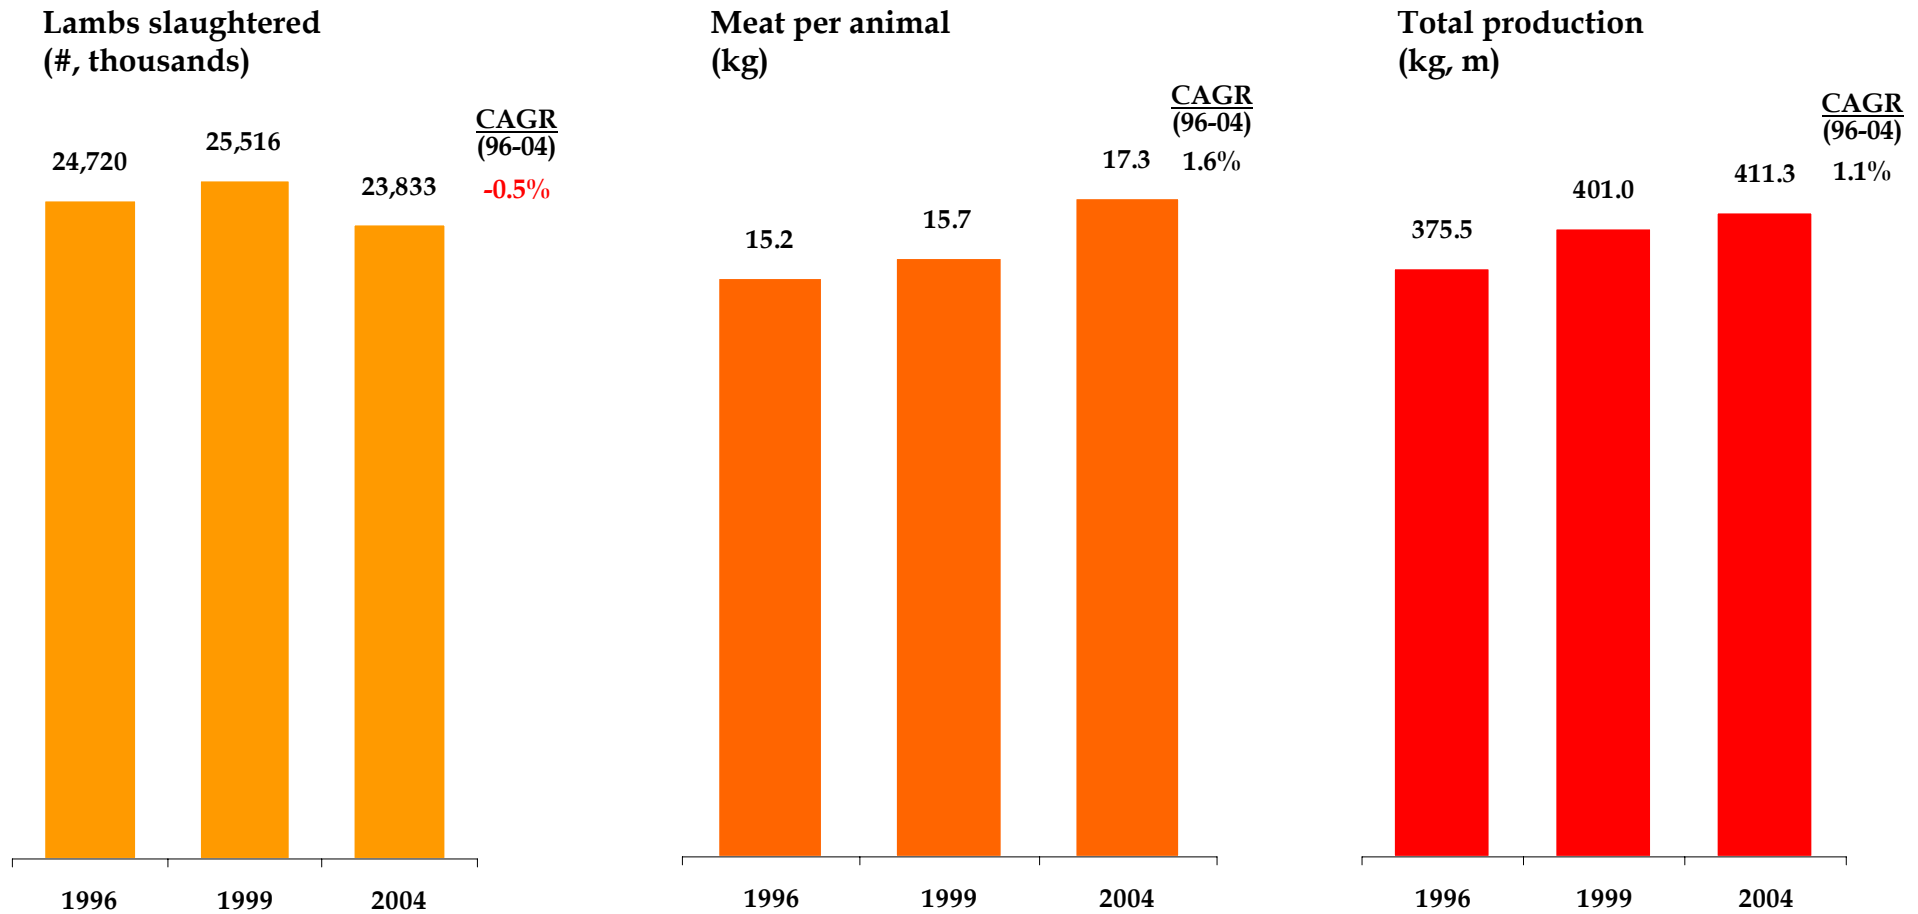 Lambs slaughtered
(#, thousands)
CAGR
(96-04)
24,720
25,516
23,833
-0.5%
1996
1999
2004
Meat per animal
(kg)
CAGR
(96-04)
15.2
15.7
17.3
1.6%
1996
1999
2004
Total production
(kg, m)
CAGR
(96-04)
375.5
401.0
411.3
1.1%
1996
1999
2004